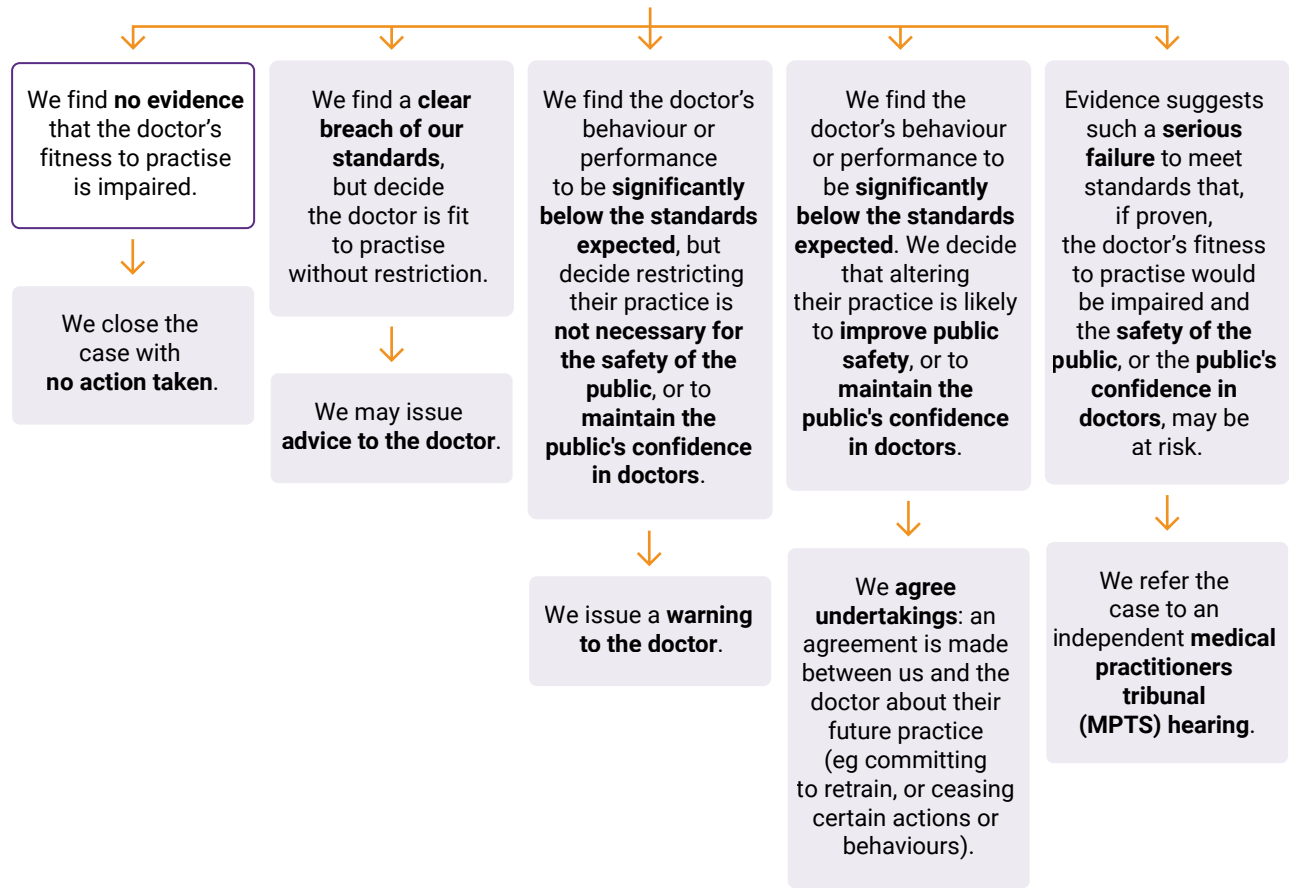 We find no evidence
that the doctor's
fitness to practise
is impaired.
We close the
case with
no action taken.
We find a clear
breach of our
standards,
but decide
the doctor is fit
to practise
without restriction.
We may issue
advice to the doctor.
We find the doctor's
behaviour or
performance
to be significantly
below the standards
expected, but
decide restricting
their practice is
not necessary for
the safety of the
public, or to
maintain the
public's confidence
in doctors.
We issue a warning
to the doctor.
We find the
doctor's behaviour
or performance to
be significantly
below the standards
expected. We decide
that altering
their practice is likely
to improve public
safety, or to
maintain the
public's confidence
in doctors.
We agree
undertakings: an
agreement is made
between us and the
doctor about their
future practice
(eg committing
to retrain, or ceasing
certain actions or
behaviours).
Evidence suggests
such a serious
failure to meet
standards that,
if proven,
the doctor's fitness
to practise would
be impaired and
the safety of the
public, or the public's
confidence in
doctors, may be
at risk.
We refer the
case to an
independent medical
practitioners
tribunal
(MPTS) hearing.